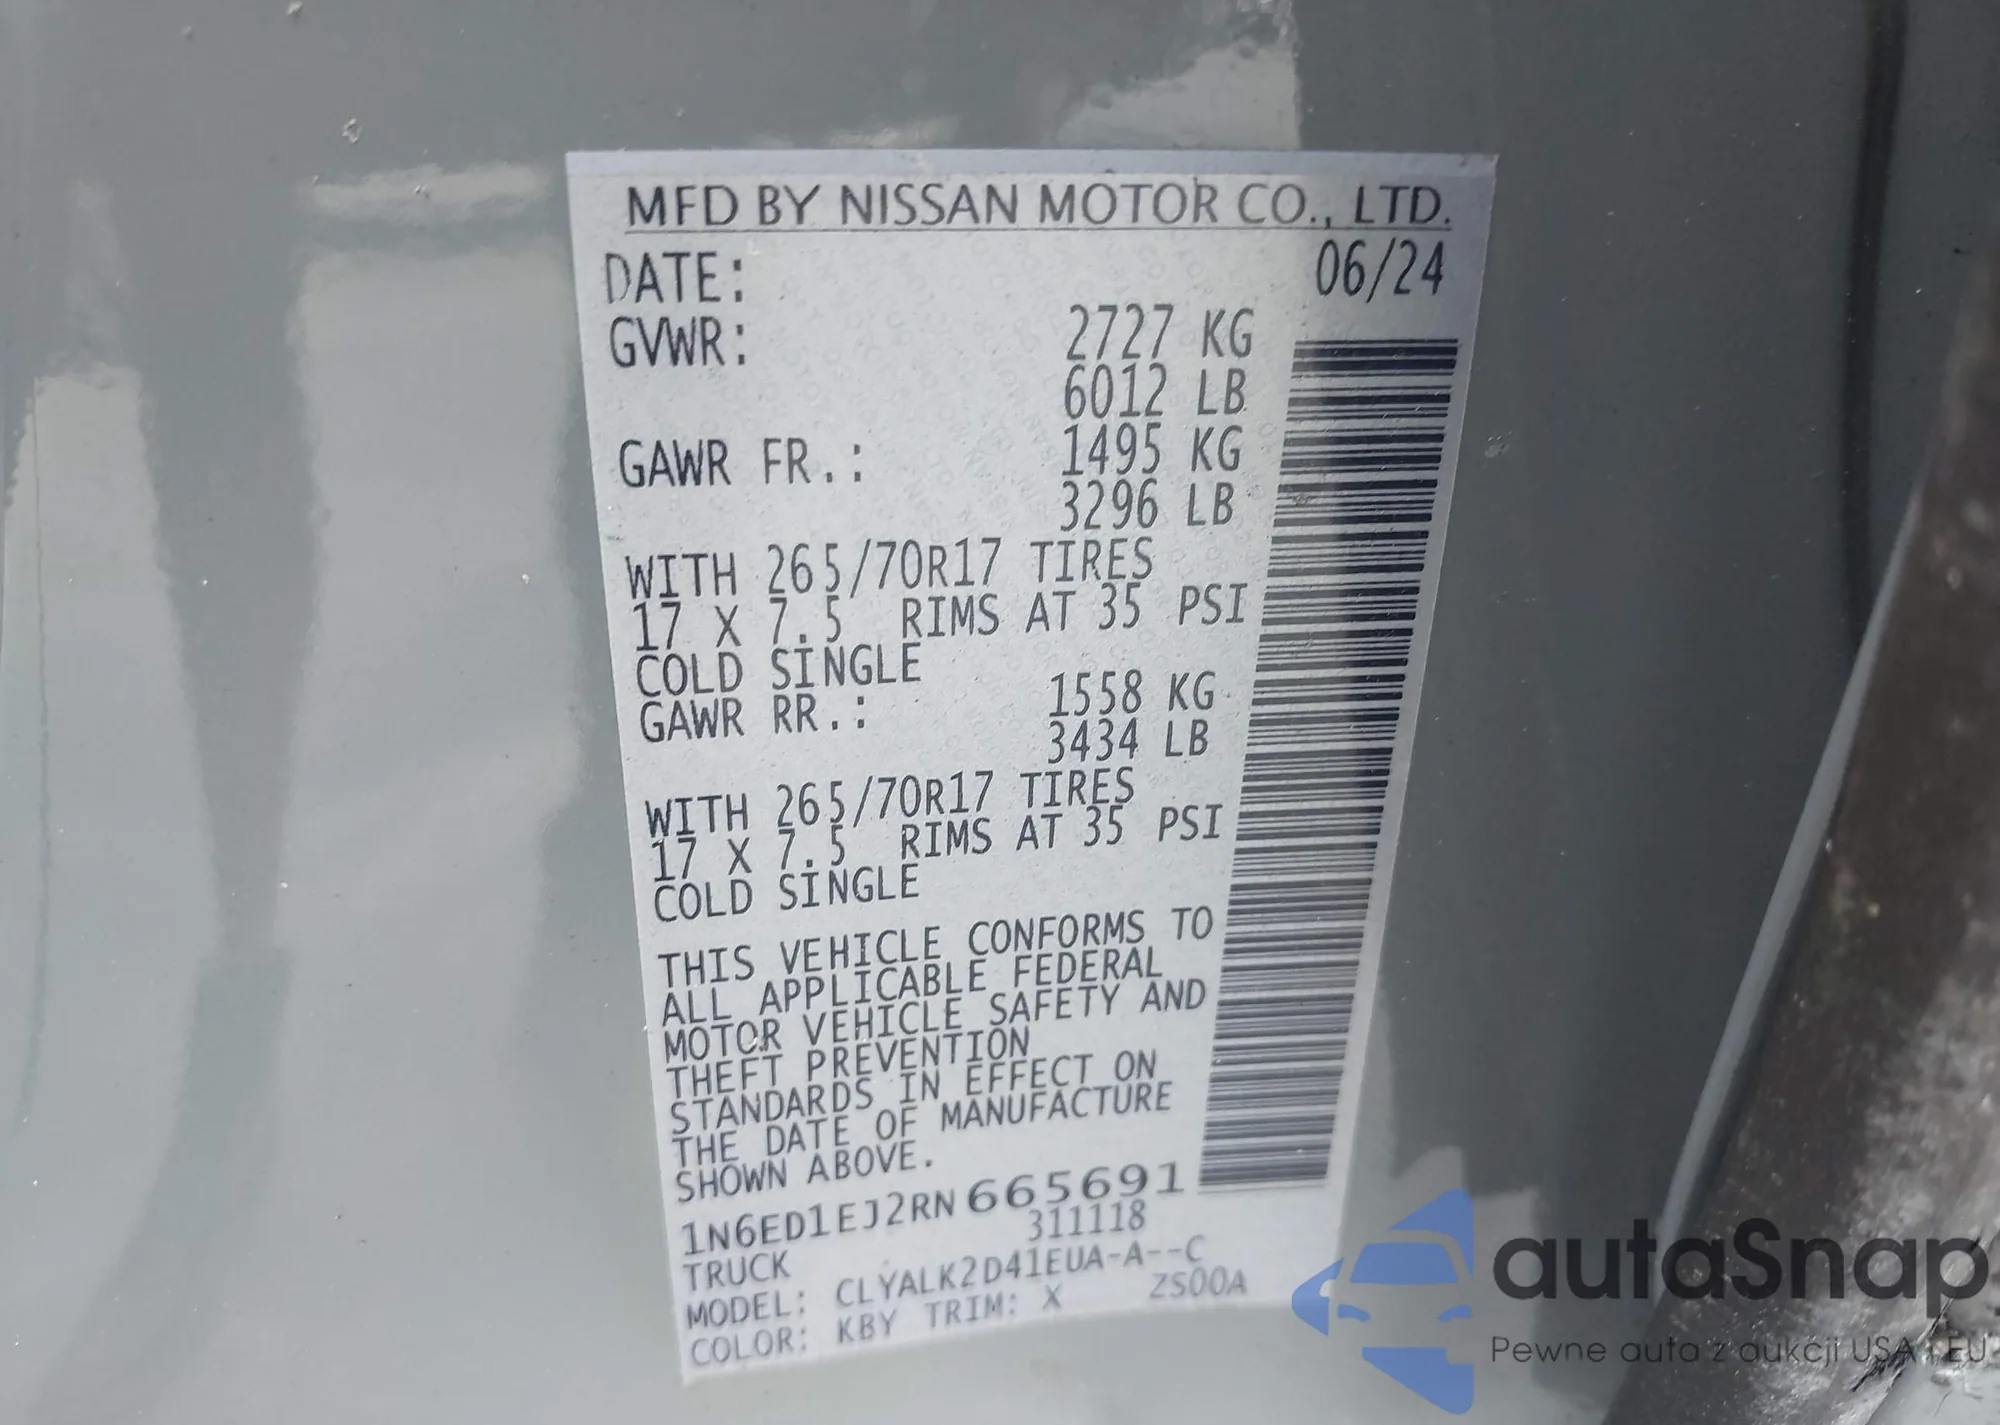 MFD BY NISSAN MOTOR CO., LTD.
DATE: 06/24
GVWR: 2727 KG
6012 LB
GAWR FR.: 1495 KG
3296 LB
WITH 265/70R17 TIRES
17 X 7.5 RIMS AT 35 PSI
COLD SINGLE
GAWR RR.: 1558 KG
3434 LB
WITH 265/70R17 TIRES
17 X 7.5 RIMS AT 35 PSI
COLD SINGLE
THIS VEHICLE CONFORMS TO
ALL APPLICABLE FEDERAL
MOTOR VEHICLE SAFETY AND
THEFT PREVENTION
STANDARDS IN EFFECT ON
THE DATE OF MANUFACTURE
SHOWN ABOVE.
1N6ED1EJ2RN665691
TRUCK 311118
MODEL: CLYALK2D41EUA-A--C
COLOR: KBY TRIM: X ZS00A
autaSnap
Pewne auta z aukcji USA i EU